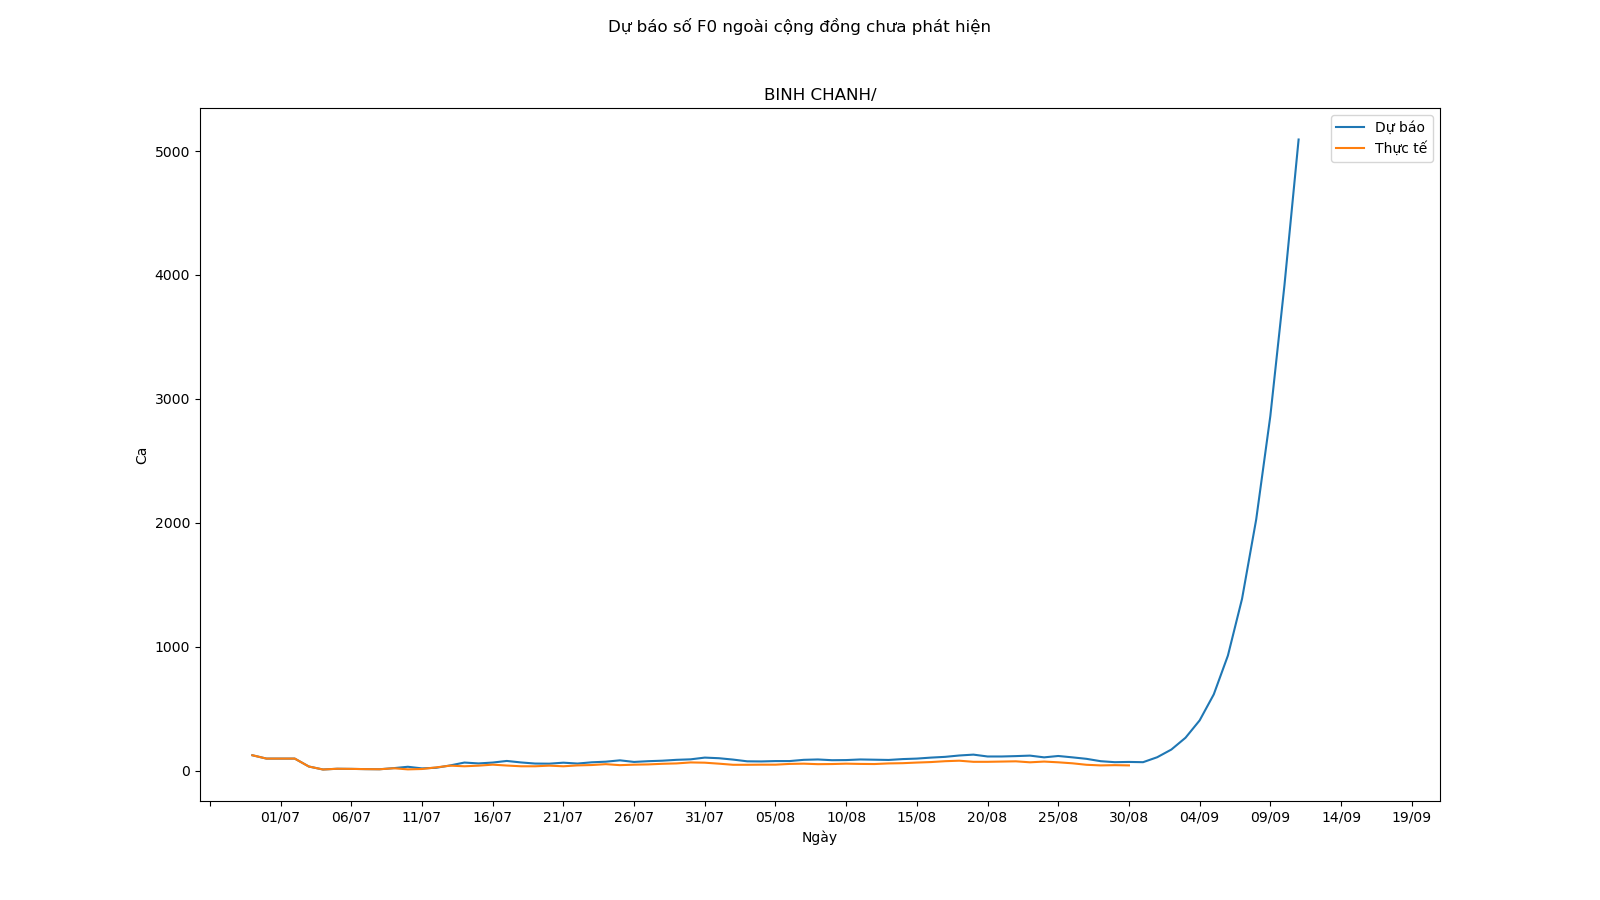 Dự báo số F0 ngoài cộng đồng chưa phát hiện
BINH CHANH/
Dự báo
Thực tế
5000
4000
3000
2000
1000
0
Ca
01/07 06/07 11/07 16/07 21/07 26/07 31/07 05/08 10/08 15/08 20/08 25/08 30/08 04/09 09/09 14/09 19/09
Ngày